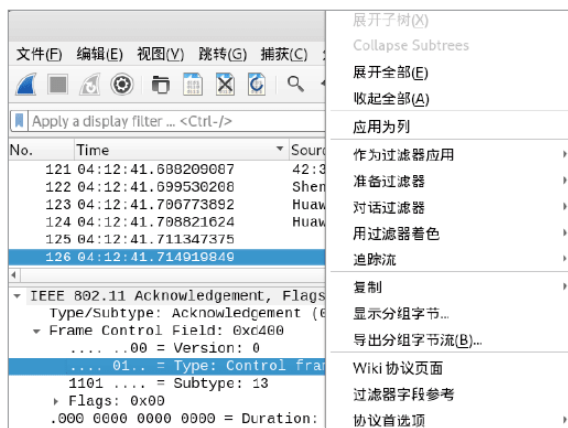 文件(F) 编辑(E) 视图(V) 跳转(G) 捕获(C)
Apply a display filter ... <Ctrl-/>
No. Time Sourc
121 04:12:41.688209087 42:3
122 04:12:41.699530208 Shen
123 04:12:41.706773892 Huaw
124 04:12:41.708821624 Huaw
125 04:12:41.711347375
126 04:12:41.714919849
IEEE 802.11 Acknowledgement, Flags
Type/Subtype: Acknowledgement (0
Frame Control Field: 0xd400
.... ..00 = Version: 0
.... 01.. = Type: Control fram
1101 .... = Subtype: 13
Flags: 0x00
.000 0000 0000 0000 = Duration:
展开子树(X)
Collapse Subtrees
展开全部(E)
收起全部(A)
应用为列
作为过滤器应用
准备过滤器
对话过滤器
用过滤器着色
追踪流
复制
显示分组字节...
导出分组字节流(B)...
Wiki 协议页面
过滤器字段参考
协议首选项